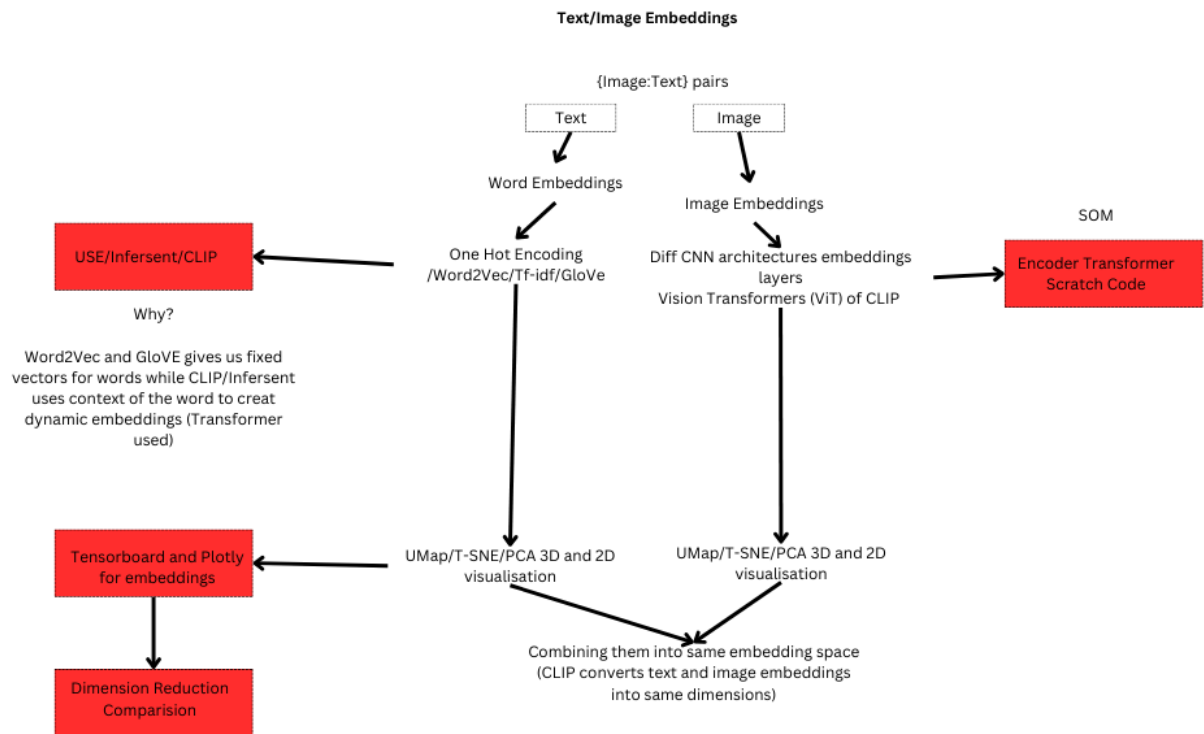 Text/Image Embeddings
{Image:Text} pairs
Text
Image
Word Embeddings
Image Embeddings
SOM
USE/Infersent/CLIP
One Hot Encoding
/Word2Vec/Tf-idf/GloVe
Diff CNN architectures embeddings
layers
Vision Transformers (ViT) of CLIP
Encoder Transformer
Scratch Code
Why?
Word2Vec and GloVE gives us fixed
vectors for words while CLIP/Infersent
uses context of the word to creat
dynamic embeddings (Transformer
used)
Tensorboard and Plotly
for embeddings
UMap/T-SNE/PCA 3D and 2D
visualisation
UMap/T-SNE/PCA 3D and 2D
visualisation
Combining them into same embedding space
(CLIP converts text and image embeddings
into same dimensions)
Dimension Reduction
Comparision